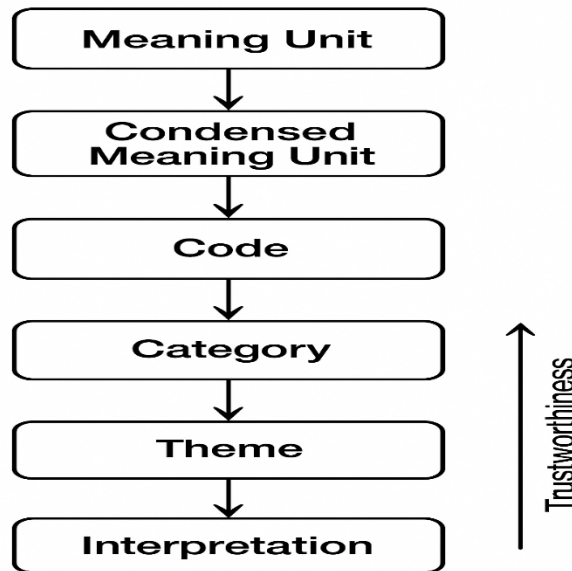 Meaning Unit
Condensed
Meaning Unit
Code
Category
Theme
Interpretation
Trustworthiness